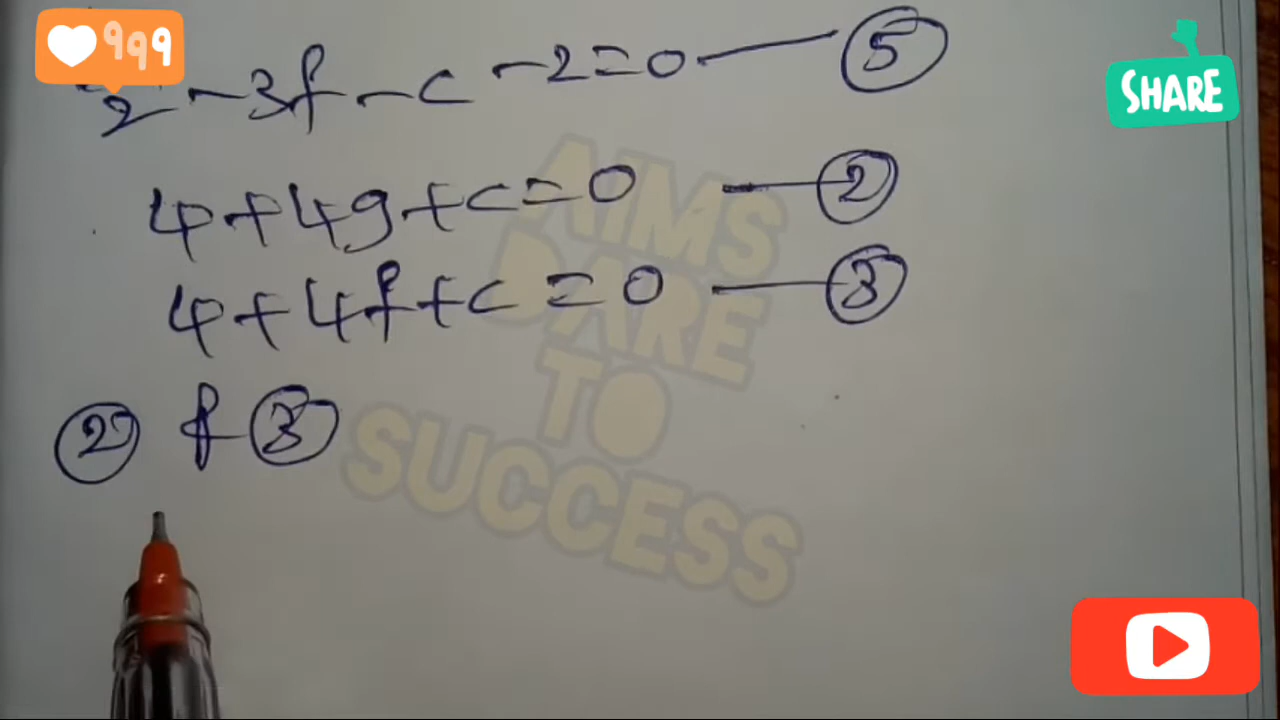 999
SHARE
2 - 3f - c - 2 = 0 — 5
4 + 4g + c = 0 — 2
4 + 4f + c = 0 — 3
2 & 3
AIMS
DARE
TO
SUCCESS